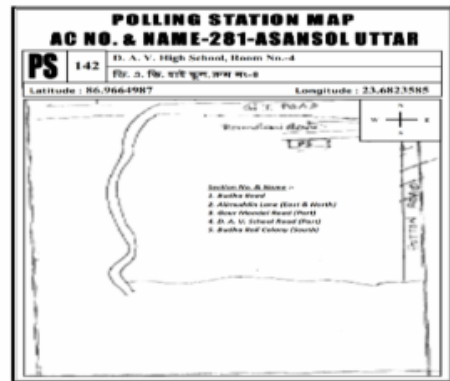 POLLING STATION MAP
AC NO. & NAME-281-ASANSOL UTTAR
PS 142 D. A. V. High School, Room No.-4
Latitude : 86.9664987 Longitude : 23.6823585
G. T. ROAD
N
W E
S
PS
Section No. & Name :-
1. Budha Road
2. Alimuddin Lane (East & North)
3. Gour Mondal Road (Part)
4. D. A. V. School Road (Part)
5. Budha Rail Colony (South)